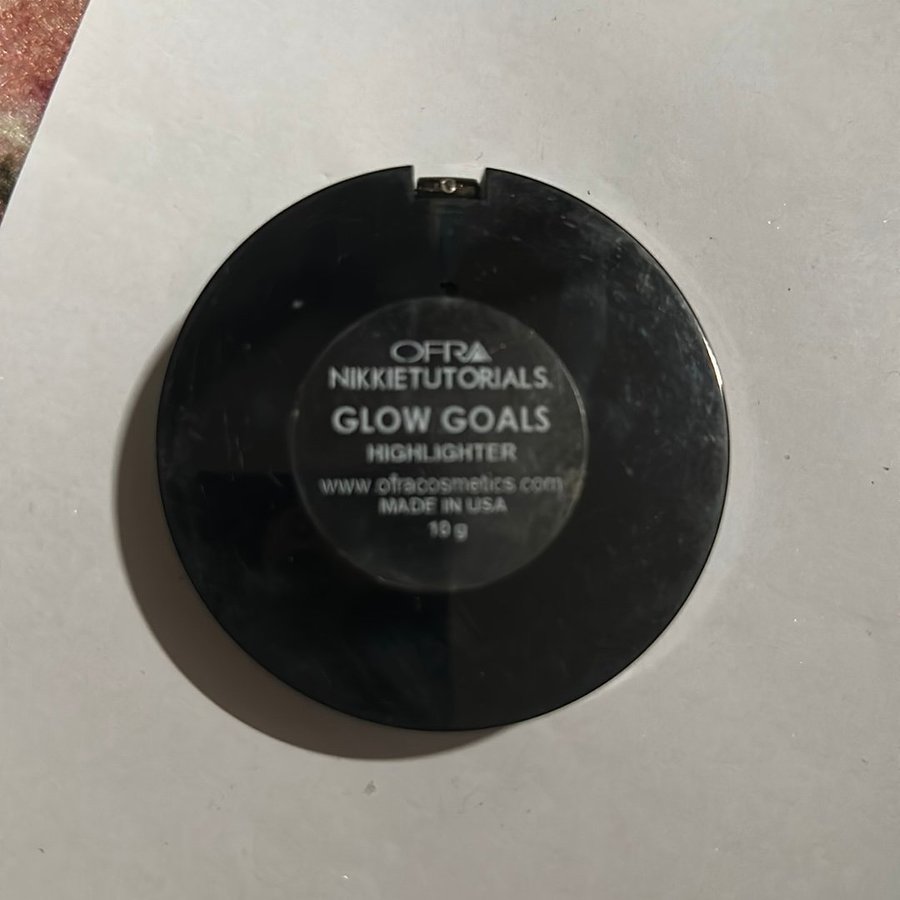 OFRA
NIKKIETUTORIALS.
GLOW GOALS
HIGHLIGHTER
www.ofracosmetics.com
MADE IN USA
10 g